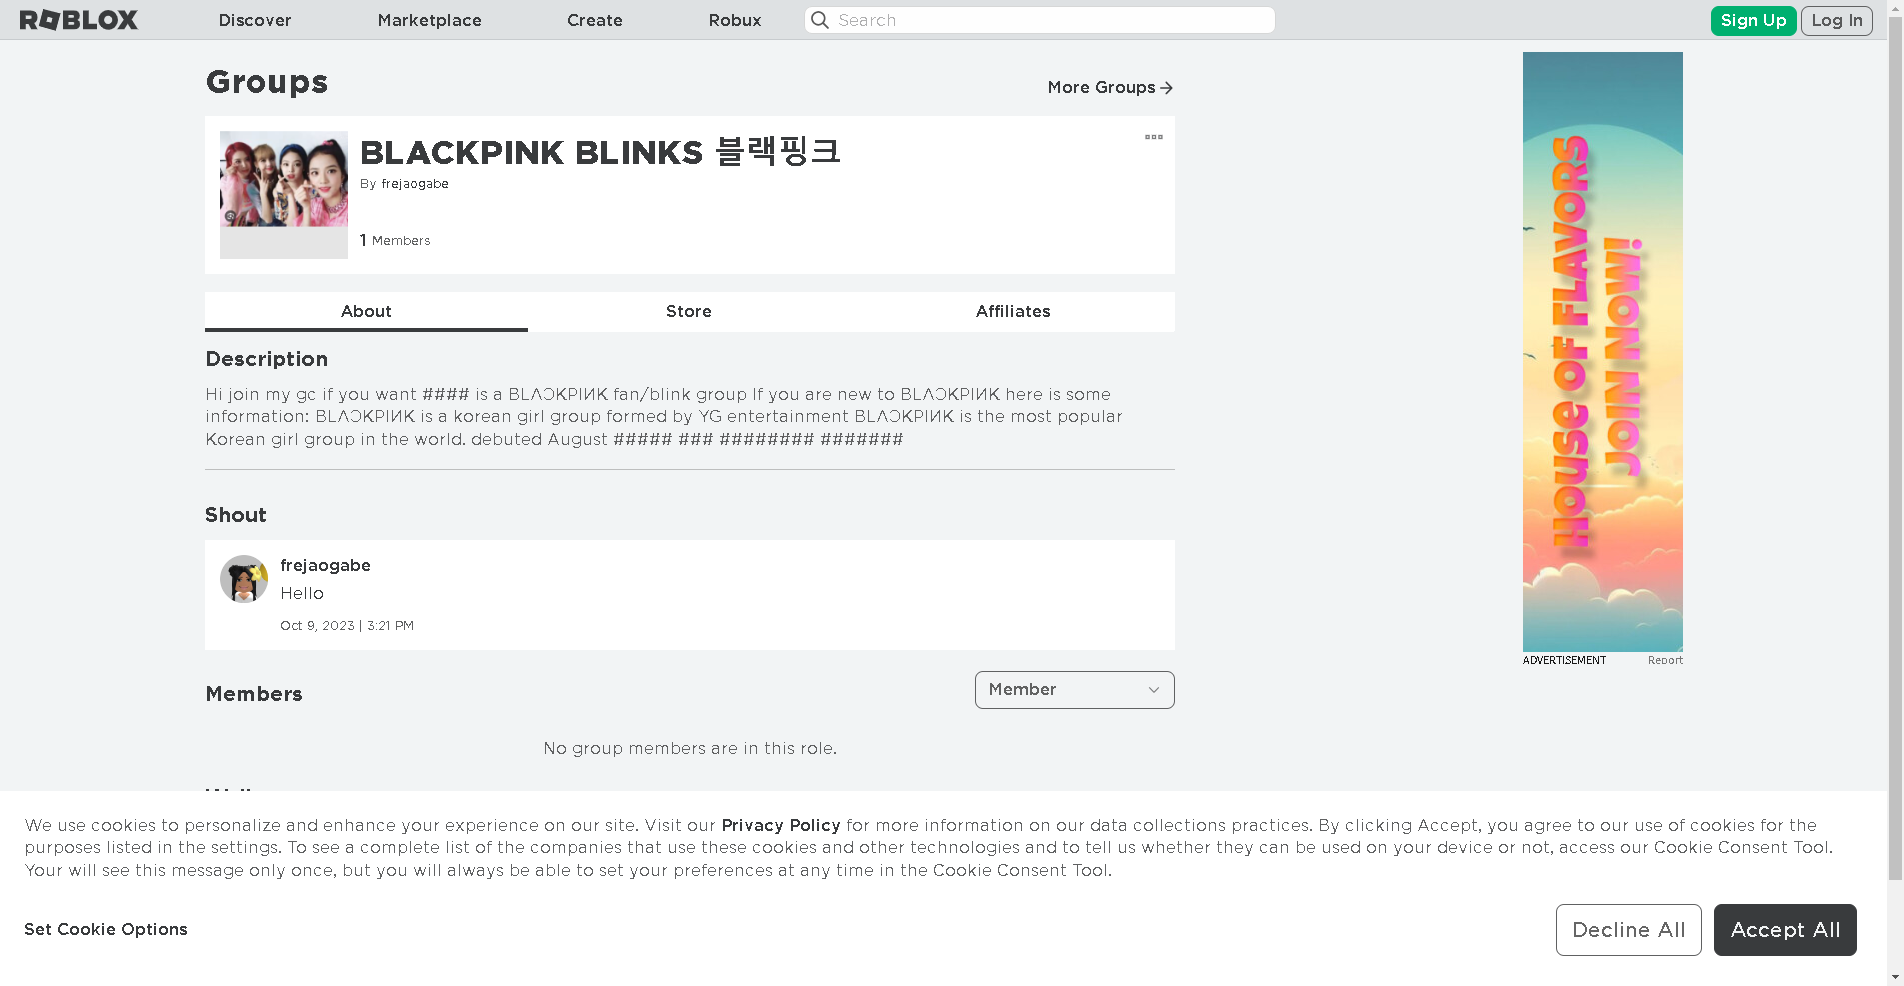 ROBLOX
Discover
Marketplace
Create
Robux
Search
Sign Up
Log In
Groups
More Groups
BLACKPINK BLINKS 블랙핑크
By frejaogabe
1 Members
About
Store
Affiliates
Description
Hi join my gc if you want #### is a BLɅϽKPIИK fan/blink group If you are new to BLɅϽKPIИK here is some
information: BLɅϽKPIИK is a korean girl group formed by YG entertainment BLɅϽKPIИK is the most popular
Korean girl group in the world. debuted August ##### ### ######## #######
Shout
frejaogabe
Hello
Oct 9, 2023 | 3:21 PM
Members
Member
No group members are in this role.
HOUSE OF FLAVORS
JOIN NOW!
ADVERTISEMENT
Report
We use cookies to personalize and enhance your experience on our site. Visit our Privacy Policy for more information on our data collections practices. By clicking Accept, you agree to our use of cookies for the
purposes listed in the settings. To see a complete list of the companies that use these cookies and other technologies and to tell us whether they can be used on your device or not, access our Cookie Consent Tool.
Your will see this message only once, but you will always be able to set your preferences at any time in the Cookie Consent Tool.
Set Cookie Options
Decline All
Accept All